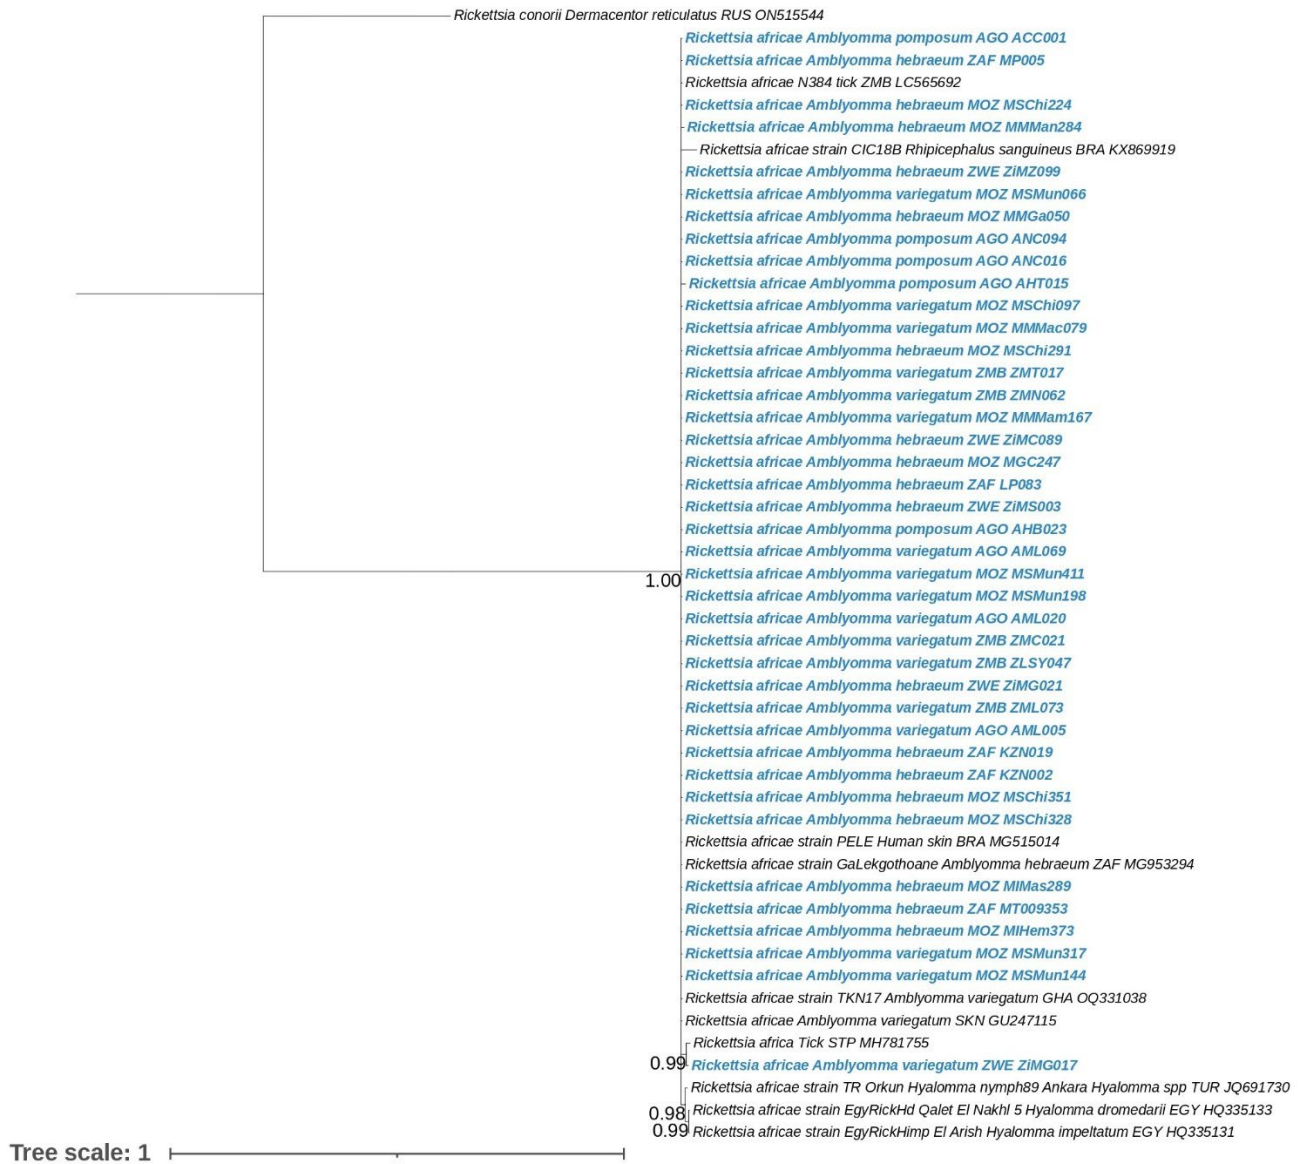 Rickettsia conorii Dermacentor reticulatus RUS ON515544
Rickettsia africae Amblyomma pomposum AGO ACC001
Rickettsia africae Amblyomma hebraeum ZAF MP005
Rickettsia africae N384 tick ZMB LC565692
Rickettsia africae Amblyomma hebraeum MOZ MSChi224
Rickettsia africae Amblyomma hebraeum MOZ MMMan284
Rickettsia africae strain CIC18B Rhipicephalus sanguineus BRA KX869919
Rickettsia africae Amblyomma hebraeum ZWE ZiMZ099
Rickettsia africae Amblyomma variegatum MOZ MSMun066
Rickettsia africae Amblyomma hebraeum MOZ MMGa050
Rickettsia africae Amblyomma pomposum AGO ANC094
Rickettsia africae Amblyomma pomposum AGO ANC016
Rickettsia africae Amblyomma pomposum AGO AHT015
Rickettsia africae Amblyomma variegatum MOZ MSChi097
Rickettsia africae Amblyomma variegatum MOZ MMMac079
Rickettsia africae Amblyomma hebraeum MOZ MSChi291
Rickettsia africae Amblyomma variegatum ZMB ZMT017
Rickettsia africae Amblyomma variegatum ZMB ZMN062
Rickettsia africae Amblyomma variegatum MOZ MMMam167
Rickettsia africae Amblyomma hebraeum ZWE ZiMC089
Rickettsia africae Amblyomma hebraeum MOZ MGC247
Rickettsia africae Amblyomma hebraeum ZAF LP083
Rickettsia africae Amblyomma hebraeum ZWE ZiMS003
Rickettsia africae Amblyomma pomposum AGO AHB023
Rickettsia africae Amblyomma variegatum AGO AML069
1.00
Rickettsia africae Amblyomma variegatum MOZ MSMun411
Rickettsia africae Amblyomma variegatum MOZ MSMun198
Rickettsia africae Amblyomma variegatum AGO AML020
Rickettsia africae Amblyomma variegatum ZMB ZMC021
Rickettsia africae Amblyomma variegatum ZMB ZLSY047
Rickettsia africae Amblyomma hebraeum ZWE ZiMG021
Rickettsia africae Amblyomma variegatum ZMB ZML073
Rickettsia africae Amblyomma variegatum AGO AML005
Rickettsia africae Amblyomma hebraeum ZAF KZN019
Rickettsia africae Amblyomma hebraeum ZAF KZN002
Rickettsia africae Amblyomma hebraeum MOZ MSChi351
Rickettsia africae Amblyomma hebraeum MOZ MSChi328
Rickettsia africae strain PELE Human skin BRA MG515014
Rickettsia africae strain GaLekgothoane Amblyomma hebraeum ZAF MG953294
Rickettsia africae Amblyomma hebraeum MOZ MIMas289
Rickettsia africae Amblyomma hebraeum ZAF MT009353
Rickettsia africae Amblyomma hebraeum MOZ MIHem373
Rickettsia africae Amblyomma variegatum MOZ MSMun317
Rickettsia africae Amblyomma variegatum MOZ MSMun144
Rickettsia africae strain TKN17 Amblyomma variegatum GHA OQ331038
Rickettsia africae Amblyomma variegatum SKN GU247115
Rickettsia africa Tick STP MH781755
0.99
Rickettsia africae Amblyomma variegatum ZWE ZiMG017
Rickettsia africae strain TR Orkun Hyalomma nymph89 Ankara Hyalomma spp TUR JQ691730
0.98
Rickettsia africae strain EgyRickHd Qalet El Nakhl 5 Hyalomma dromedarii EGY HQ335133
0.99
Rickettsia africae strain EgyRickHimp El Arish Hyalomma impeltatum EGY HQ335131
Tree scale: 1